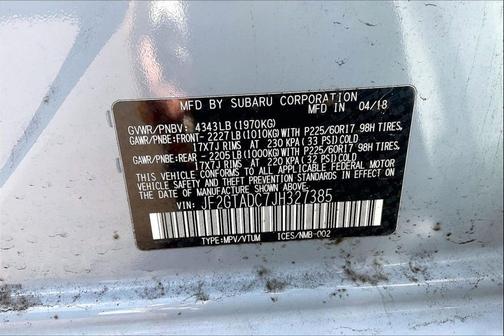 MFD BY SUBARU CORPORATION IN 04/18
GVWR/PNBV: 4343LB (1970KG)
GAWR/PNBE:FRONT- 2227LB (1010KG)WITH P225/60R17 98H TIRES,
17X7J RIMS AT 230 KPA (33 PSI)COLD
GAWR/PNBE:REAR - 2205LB (1000KG)WITH P225/60R17 98H TIRES,
17X7J RIMS AT 220 KPA (32 PSI)COLD
THIS VEHICLE CONFORMS TO ALL APPLICABLE FEDERAL MOTOR
VEHICLE SAFETY, BUMPER, AND THEFT PREVENTION STANDARDS IN EFFECT ON
THE DATE OF MANUFACTURE SHOWN ABOVE.
VIN: JF2GTADC7JH327385
TYPE:MPV/VTUM ICES/NMB-002